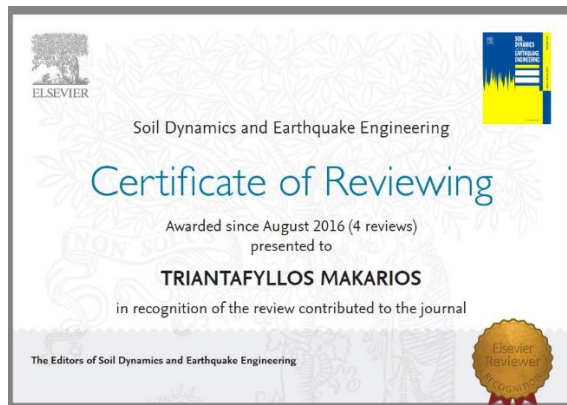 ELSEVIER
SOIL DYNAMICS
EARTHQUAKE
ENGINEERING
Soil Dynamics and Earthquake Engineering
Certificate of Reviewing
Awarded since August 2016 (4 reviews)
presented to
TRIANTAFYLLOS MAKARIOS
in recognition of the review contributed to the journal
NON SOLUS
The Editors of Soil Dynamics and Earthquake Engineering
Elsevier
Reviewer
RECOGNITION